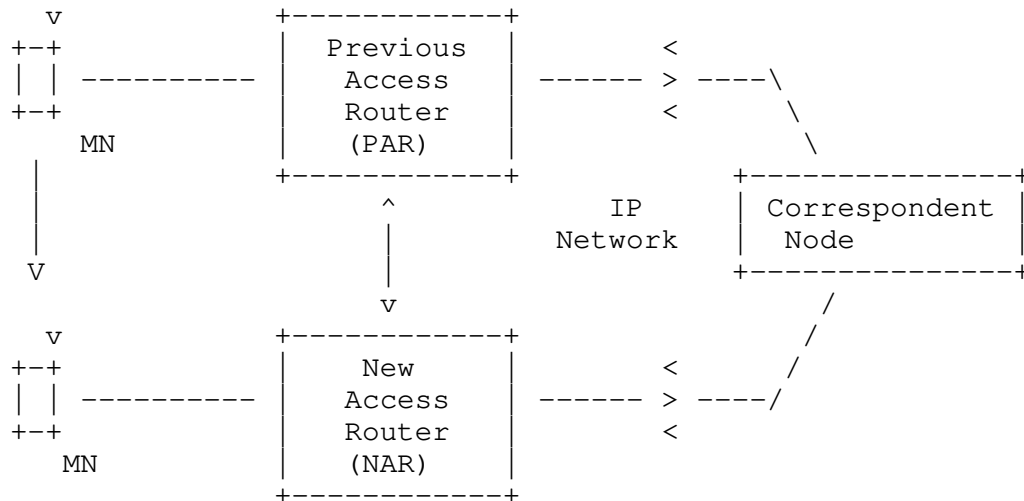 Previous
Access
Router
(PAR)
MN
IP
Network
Correspondent
Node
New
Access
Router
(NAR)
MN